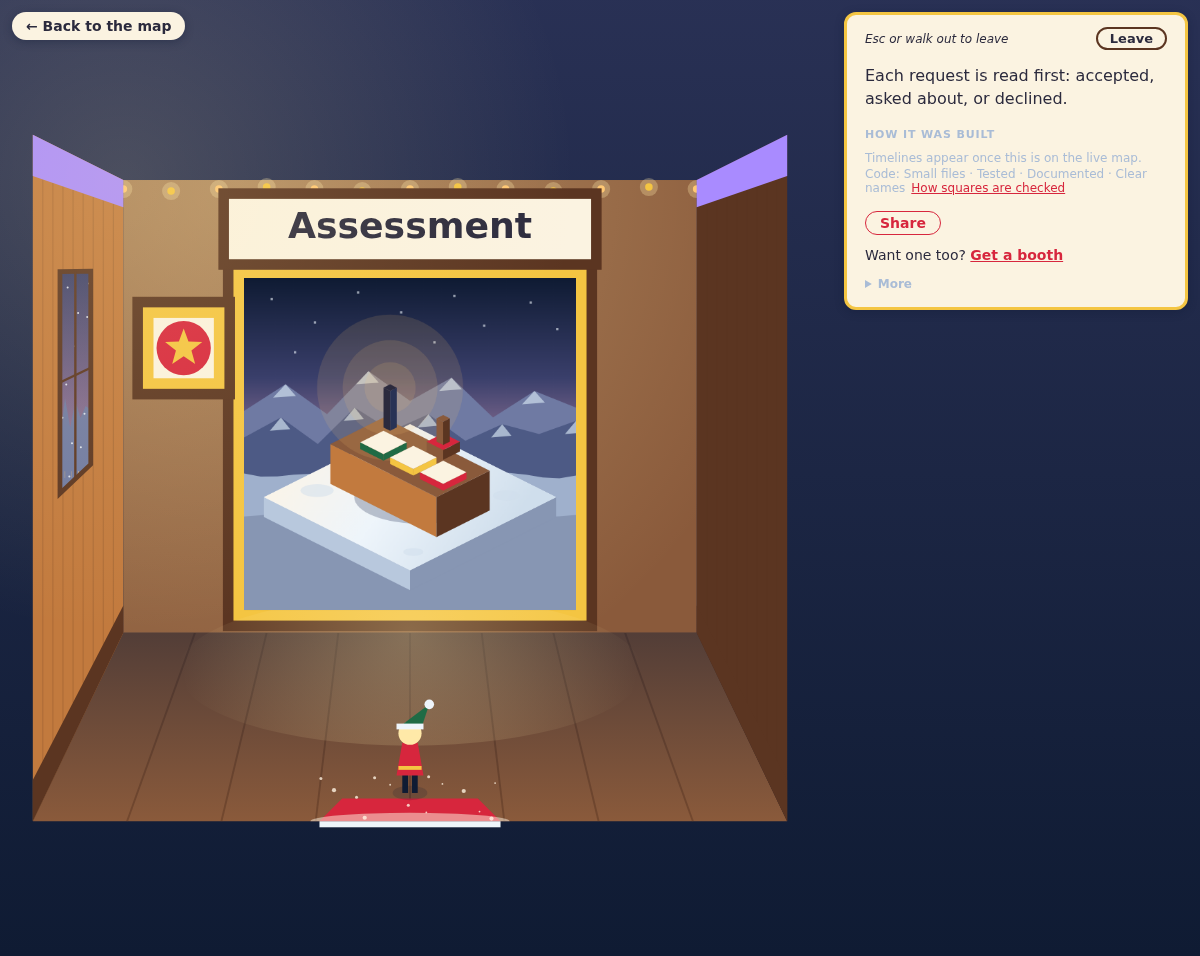 ← Back to the map
Esc or walk out to leave
Leave
Each request is read first: accepted,
asked about, or declined.
HOW IT WAS BUILT
Timelines appear once this is on the live map.
Code: Small files · Tested · Documented · Clear
names How squares are checked
Share
Want one too? Get a booth
More
Assessment